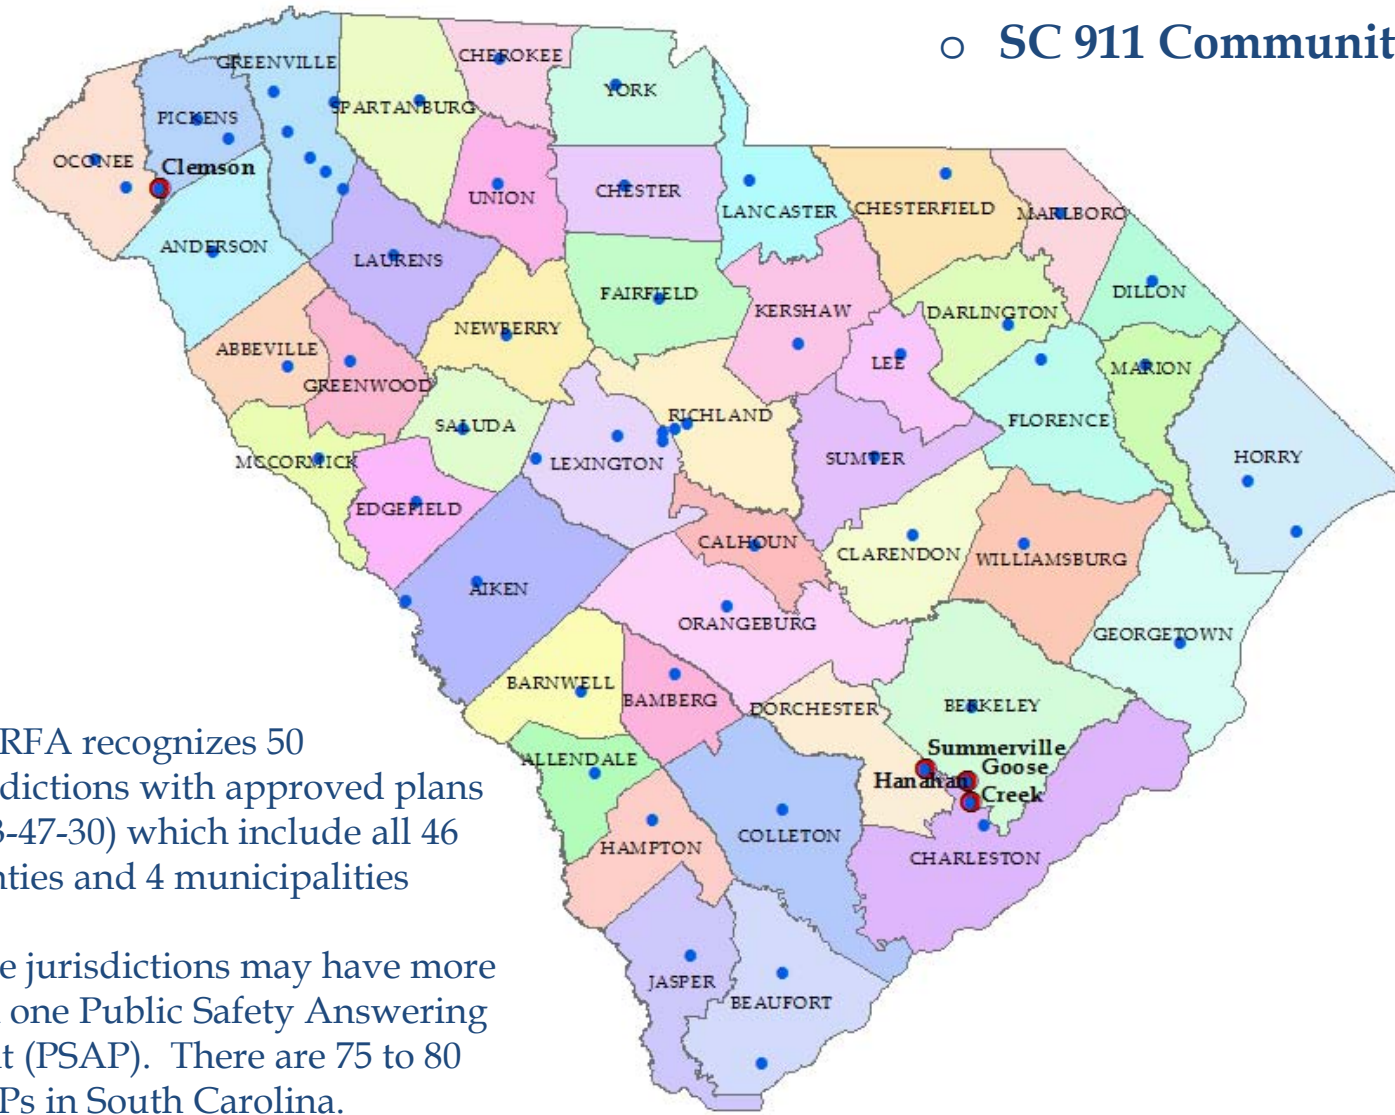 o SC 911 Communit
GREENVILLE
CHEROKEE
YORK
SPARTANBURG
PICKENS
OCONEE
Clemson
UNION
CHESTER
LANCASTER
CHESTERFIELD
MARLBORO
ANDERSON
LAURENS
FAIRFIELD
KERSHAW
DARLINGTON
DILLON
NEWBERRY
ABBEVILLE
GREENWOOD
LEE
MARION
SALUDA
RICHLAND
FLORENCE
MCCORMICK
LEXINGTON
SUMTER
HORRY
EDGEFIELD
CALHOUN
CLARENDON
WILLIAMSBURG
AIKEN
ORANGEBURG
GEORGETOWN
BARNWELL
BAMBERG
DORCHESTER
BERKELEY
Summerville
Hanahan
Goose
Creek
ALLENDALE
HAMPTON
COLLETON
CHARLESTON
JASPER
BEAUFORT
RFA recognizes 50
dictions with approved plans
3-47-30) which include all 46
nties and 4 municipalities
e jurisdictions may have more
one Public Safety Answering
t (PSAP). There are 75 to 80
Ps in South Carolina.